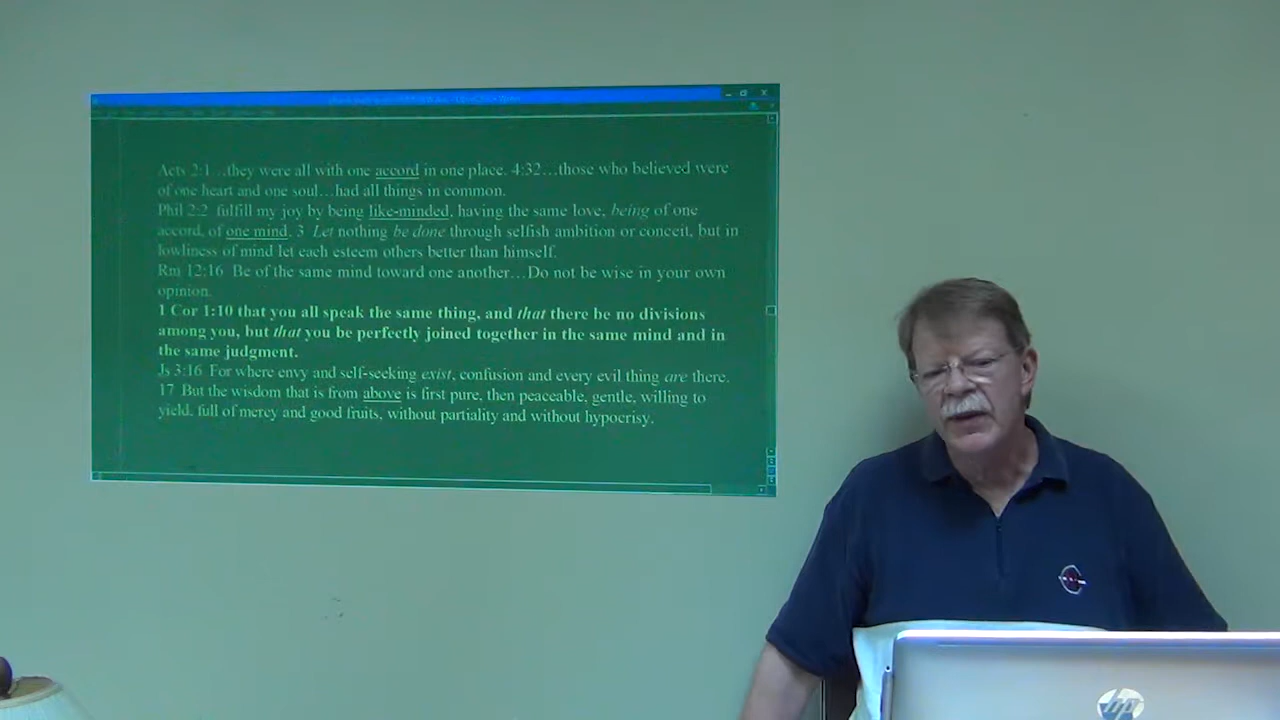 Acts 2:1…they were all with one accord in one place. 4:32…those who believed were
of one heart and one soul…had all things in common.
Phil 2:2 fulfill my joy by being like-minded, having the same love, being of one
accord, of one mind. 3 Let nothing be done through selfish ambition or conceit, but in
lowliness of mind let each esteem others better than himself.
Rm 12:16 Be of the same mind toward one another…Do not be wise in your own
opinion.
1 Cor 1:10 that you all speak the same thing, and that there be no divisions
among you, but that you be perfectly joined together in the same mind and in
the same judgment.
Js 3:16 For where envy and self-seeking exist, confusion and every evil thing are there.
17 But the wisdom that is from above is first pure, then peaceable, gentle, willing to
yield, full of mercy and good fruits, without partiality and without hypocrisy.
hp